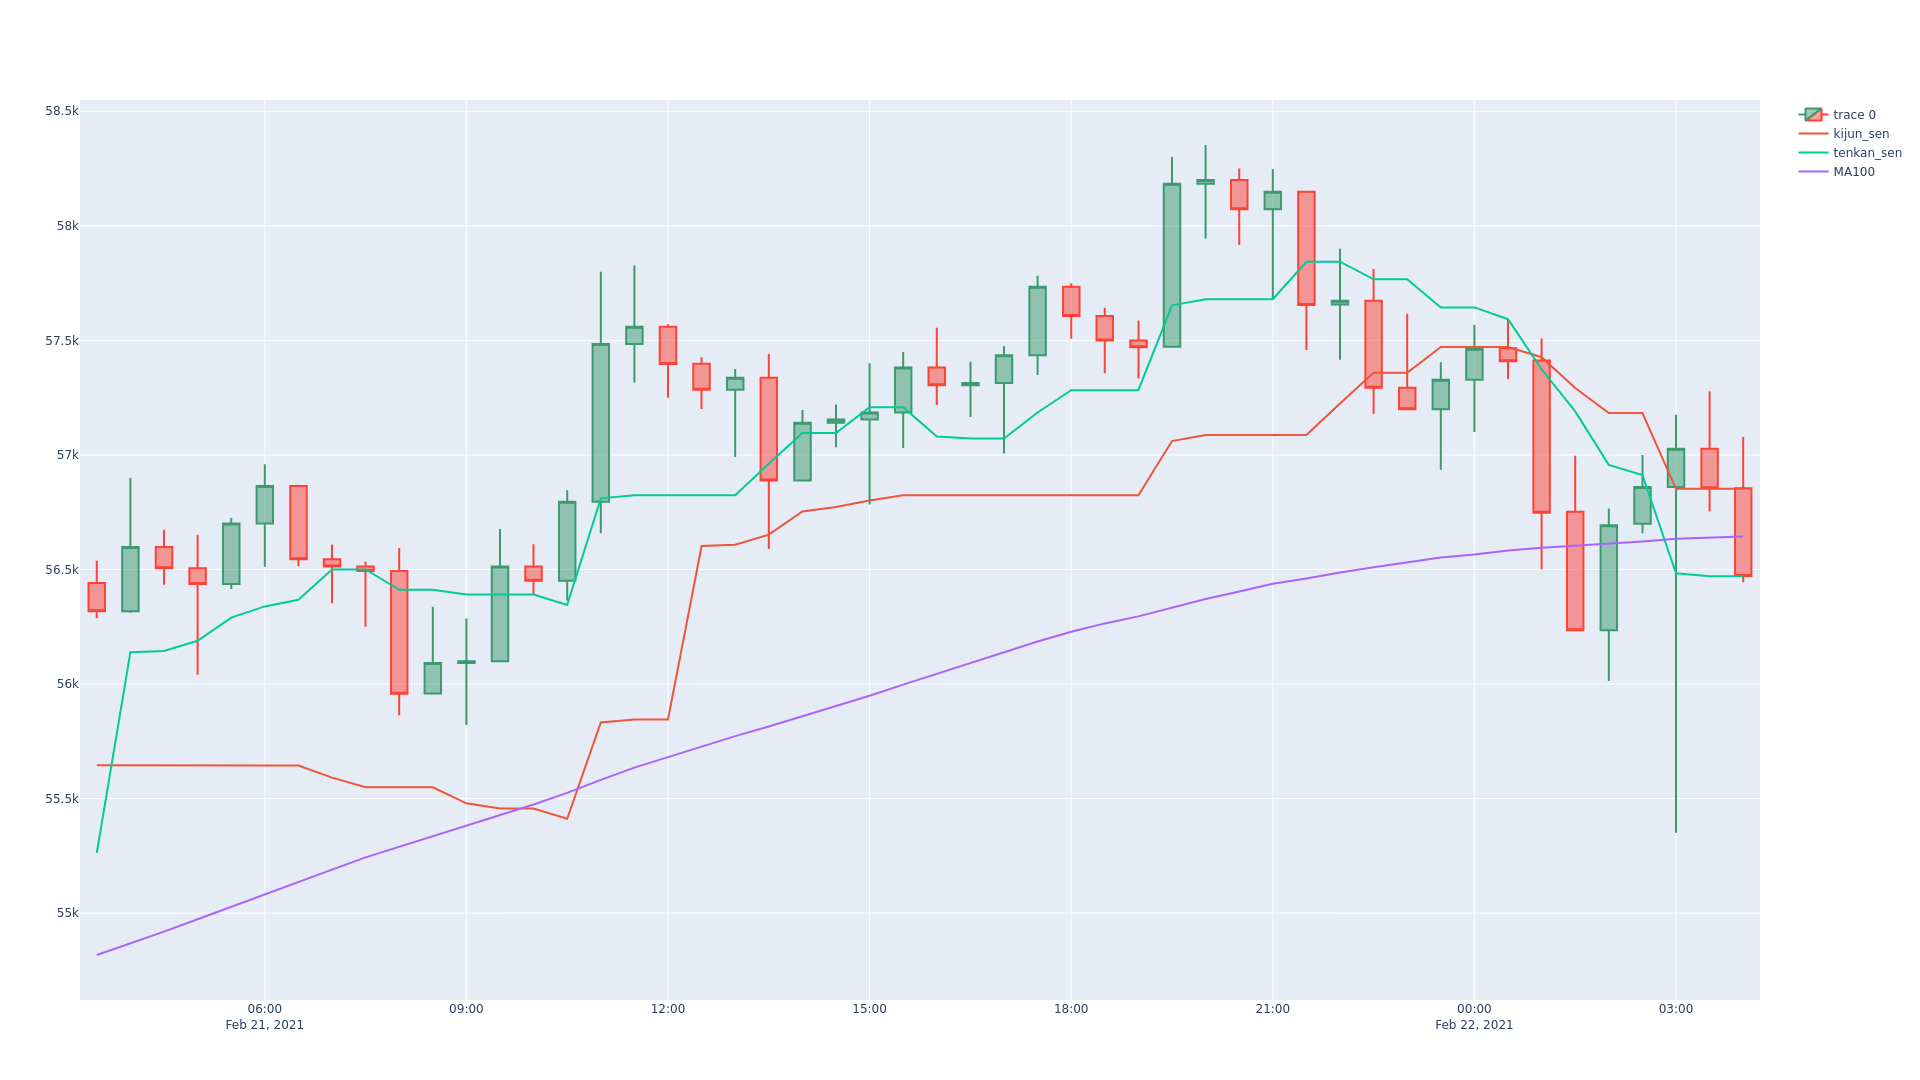 58.5k
58k
57.5k
57k
56.5k
56k
55.5k
55k
06:00
Feb 21, 2021
09:00
12:00
15:00
18:00
21:00
00:00
Feb 22, 2021
03:00
trace 0
kijun_sen
tenkan_sen
MA100